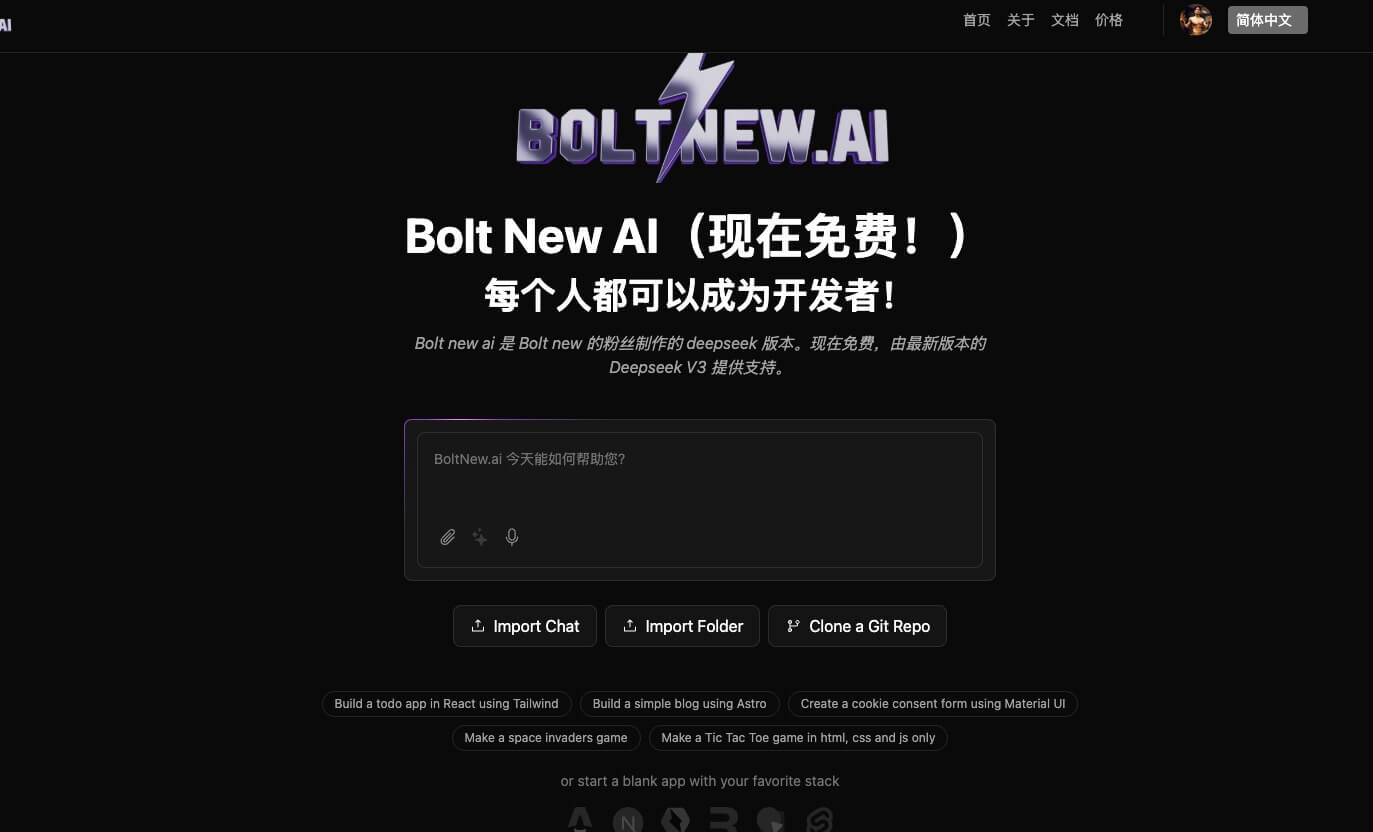 AI
首页 关于 文档 价格 简体中文
BOLTNEW.AI
Bolt New AI（现在免费！）
每个人都可以成为开发者！
Bolt new ai 是 Bolt new 的粉丝制作的 deepseek 版本。现在免费，由最新版本的
Deepseek V3 提供支持。
BoltNew.ai 今天能如何帮助您?
Import Chat Import Folder Clone a Git Repo
Build a todo app in React using Tailwind Build a simple blog using Astro Create a cookie consent form using Material UI
Make a space invaders game Make a Tic Tac Toe game in html, css and js only
or start a blank app with your favorite stack